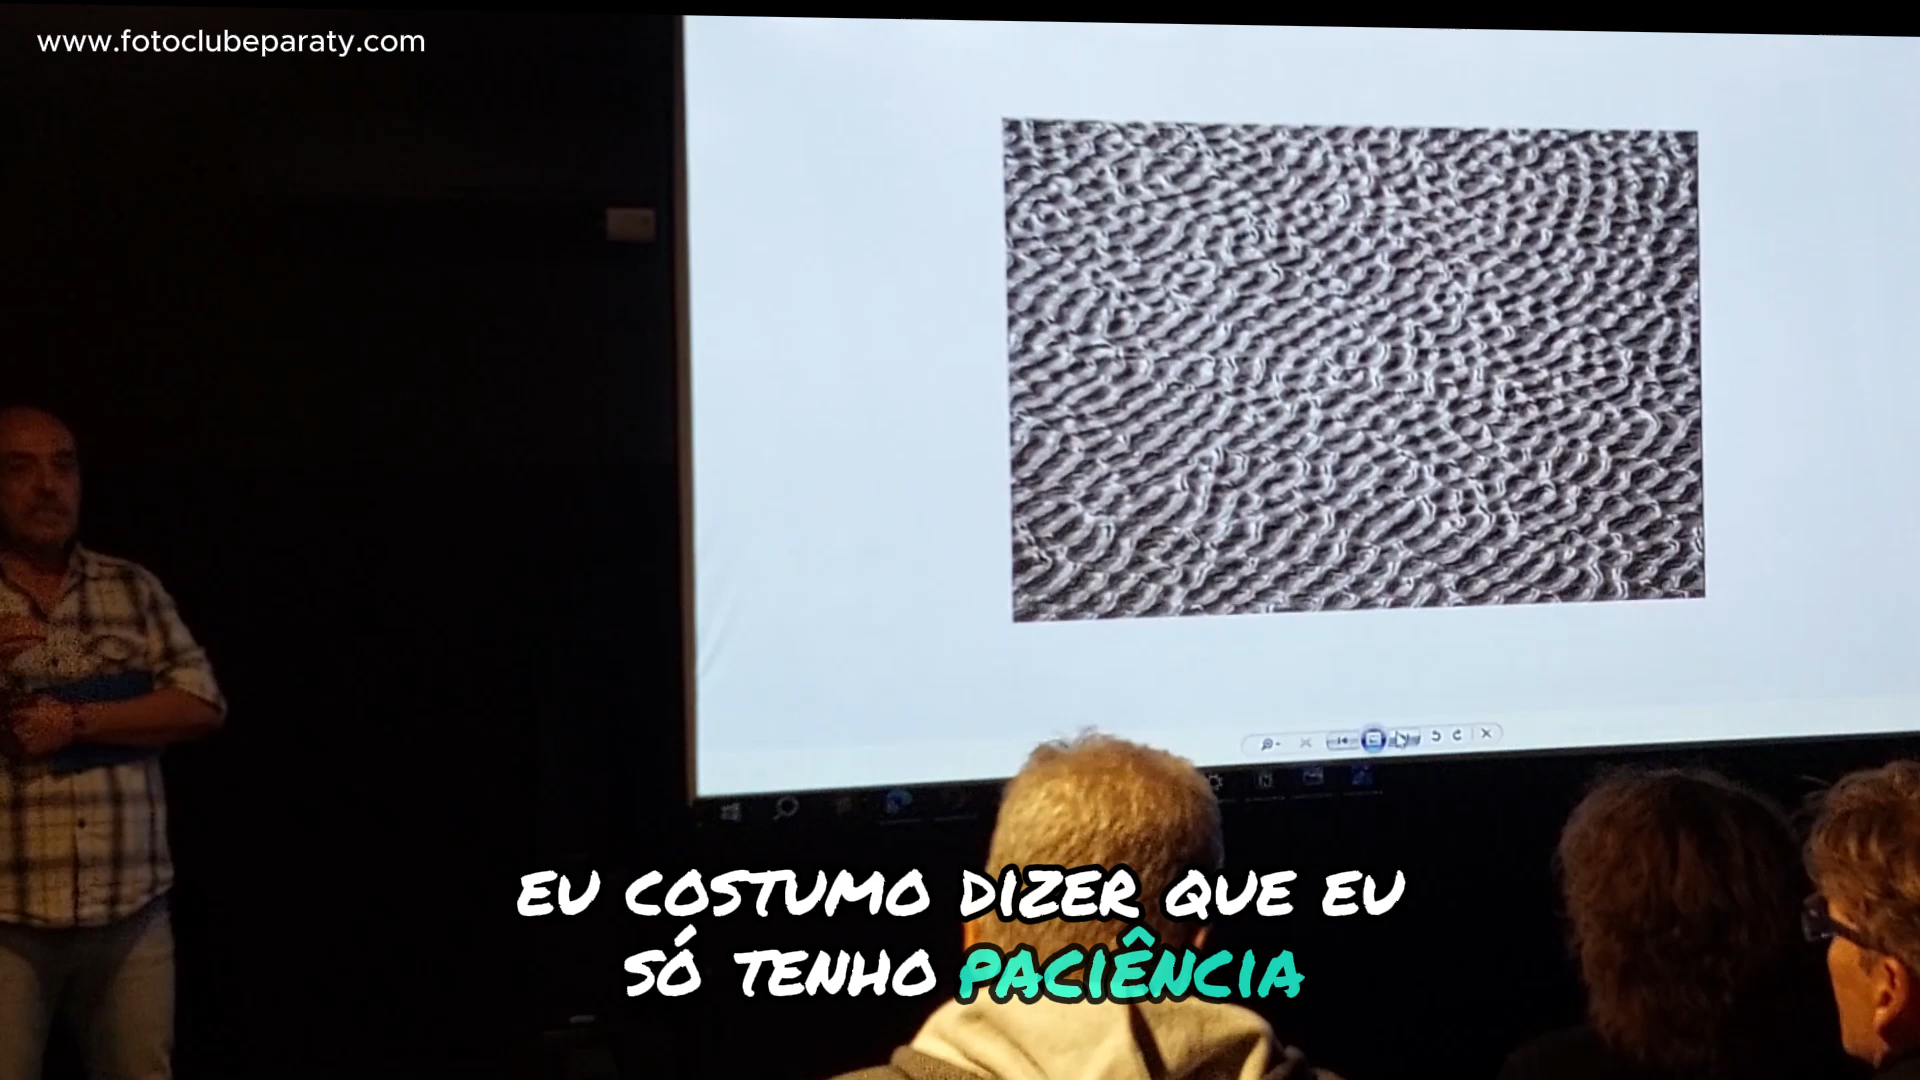 www.fotoclubeparaty.com
EU COSTUMO DIZER QUE EU
SÓ TENHO PACIÊNCIA